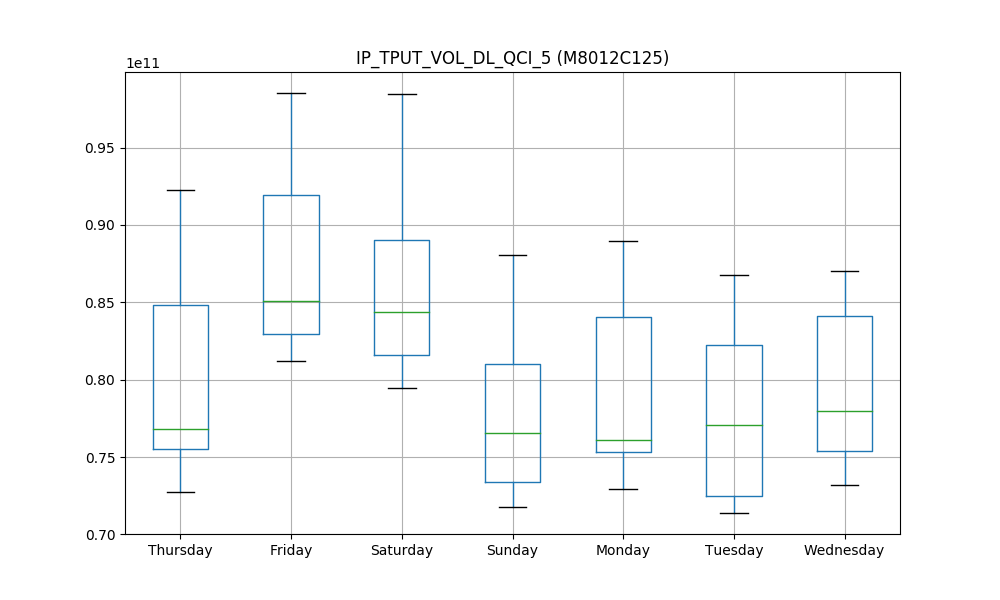 IP_TPUT_VOL_DL_QCI_5 (M8012C125)
1e11
0.95
0.90
0.85
0.80
0.75
0.70
Thursday Friday Saturday Sunday Monday Tuesday Wednesday